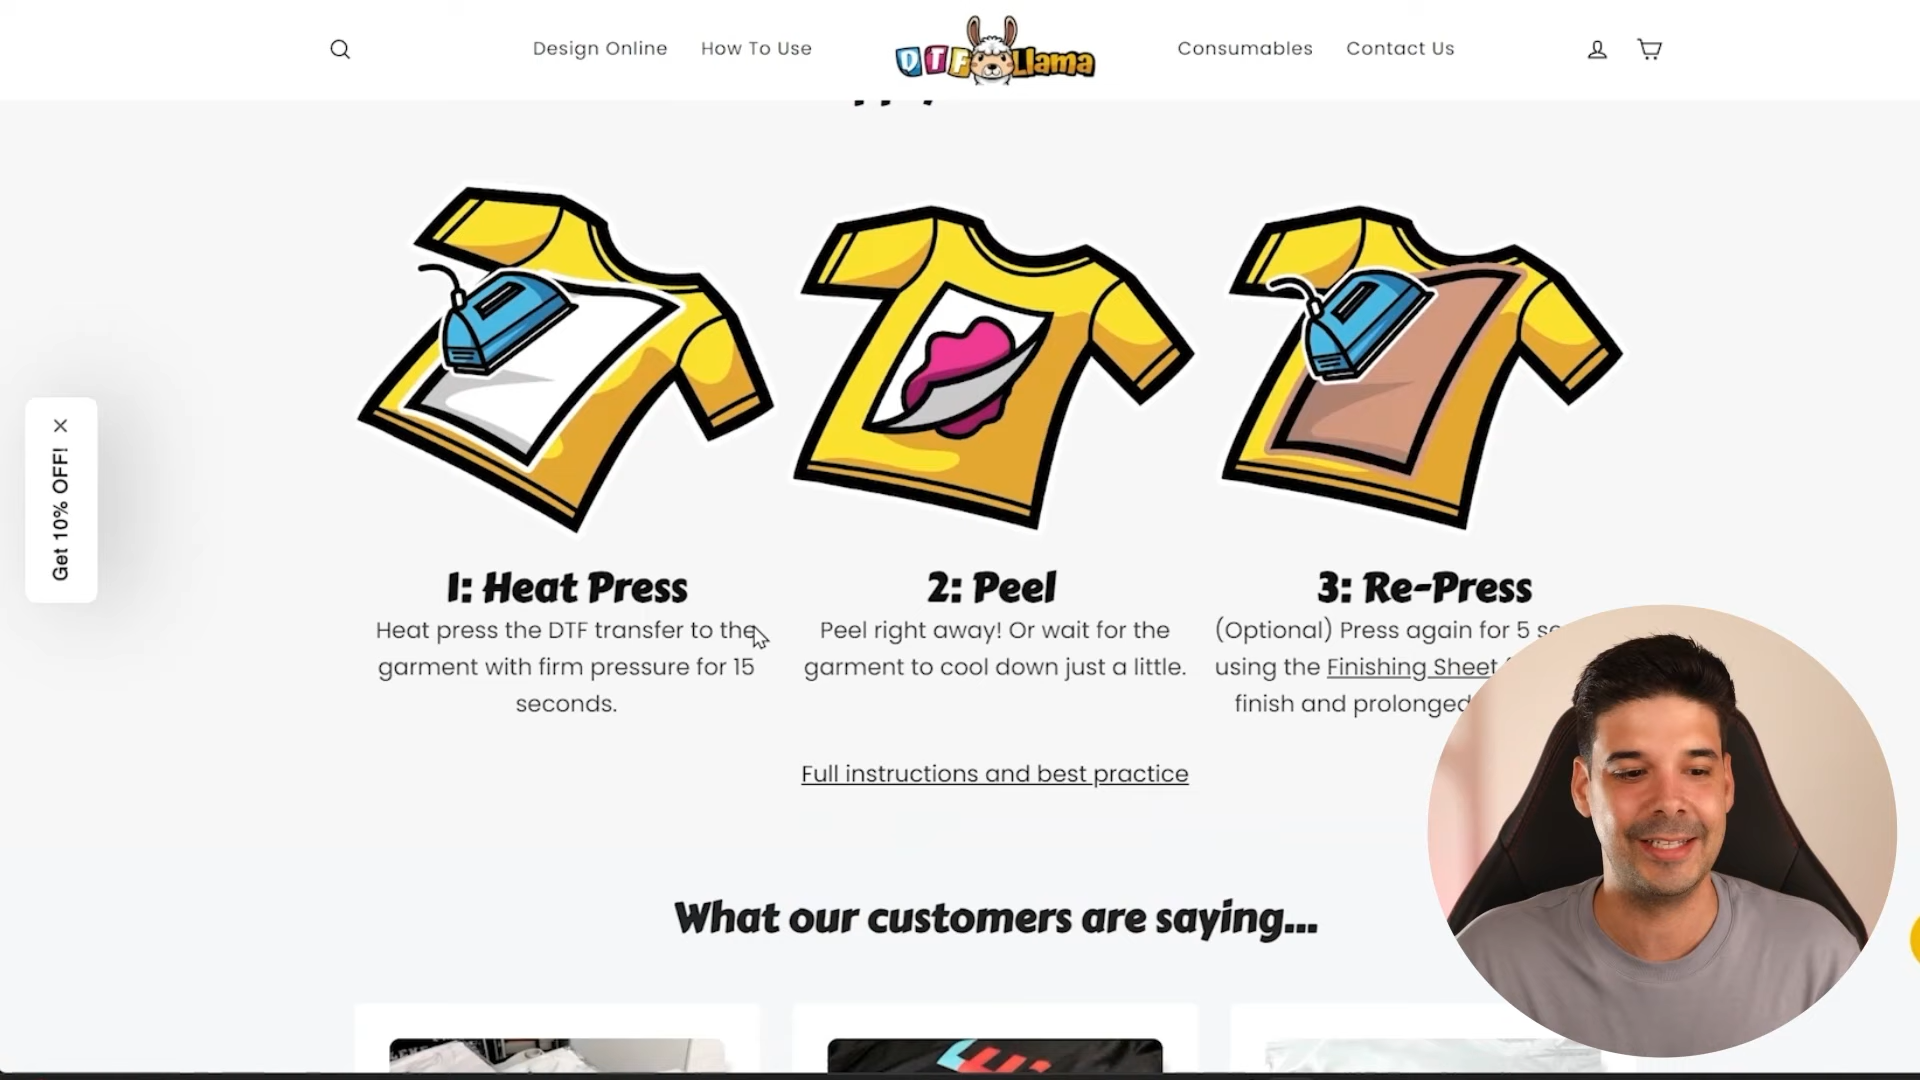 Design Online
How To Use
DTF Llama
Consumables
Contact Us
Get 10% OFF!
1: Heat Press
Heat press the DTF transfer to the
garment with firm pressure for 15
seconds.
2: Peel
Peel right away! Or wait for the
garment to cool down just a little.
3: Re-Press
(Optional) Press again for 5
using the Finishing Sheet
finish and prolonged
Full instructions and best practice
What our customers are saying...